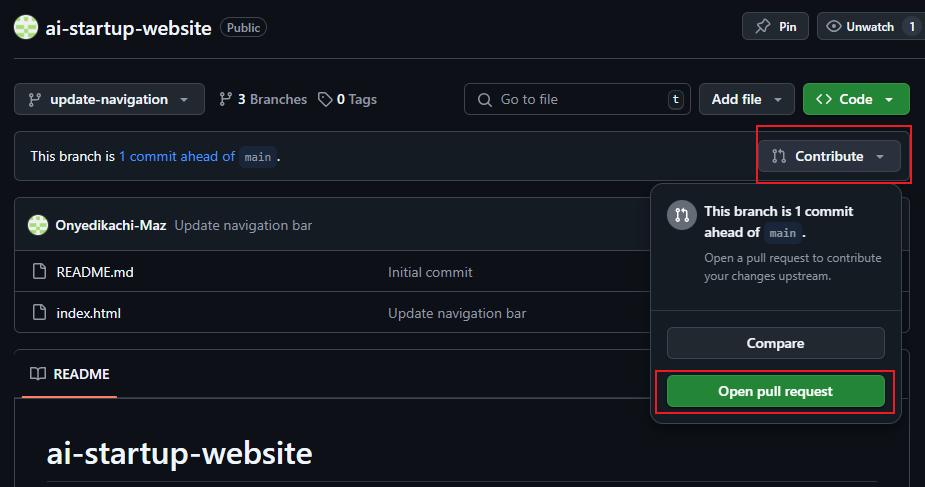 ai-startup-website Public Pin Unwatch 1
update-navigation 3 Branches 0 Tags Go to file t Add file <> Code
This branch is 1 commit ahead of main . Contribute
This branch is 1 commit
ahead of main .
Open a pull request to contribute
your changes upstream.
Compare
Open pull request
Onyedikachi-Maz Update navigation bar
README.md Initial commit
index.html Update navigation bar
README
ai-startup-website